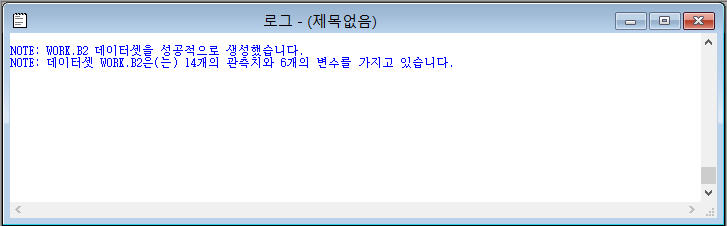 로그 - (제목없음)
NOTE: WORK.B2 데이터셋을 성공적으로 생성했습니다.
NOTE: 데이터셋 WORK.B2은(는) 14개의 관측치와 6개의 변수를 가지고 있습니다.